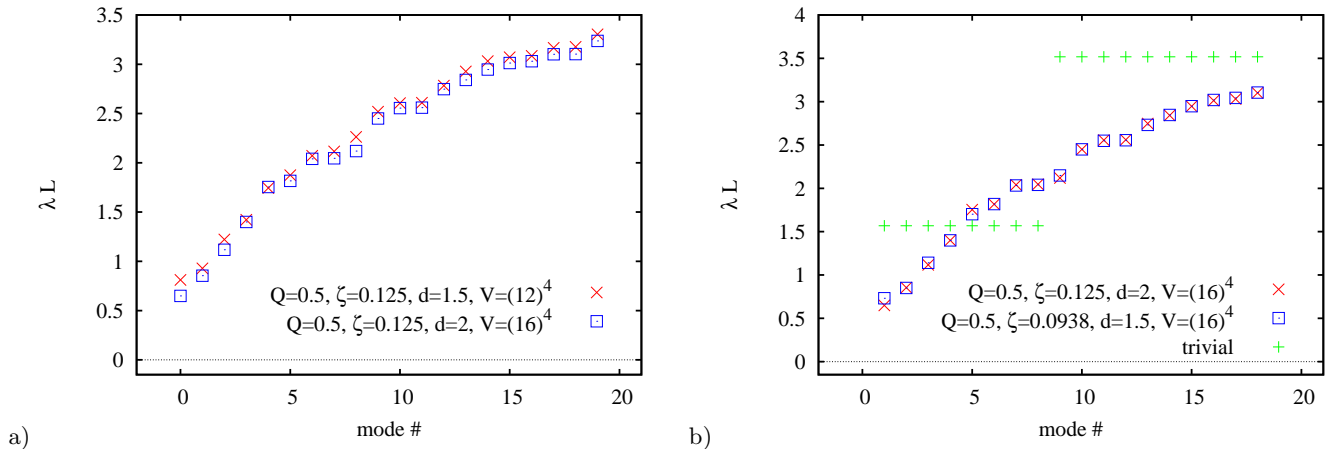 3.5
3
2.5
2
1.5
1
0.5
0
λ L
Q=0.5, ζ=0.125, d=1.5, V=(12)^4
Q=0.5, ζ=0.125, d=2, V=(16)^4
0 5 10 15 20
mode #
a)
4
3.5
3
2.5
2
1.5
1
0.5
0
λ L
Q=0.5, ζ=0.125, d=2, V=(16)^4
Q=0.5, ζ=0.0938, d=1.5, V=(16)^4
trivial
0 5 10 15 20
mode #
b)